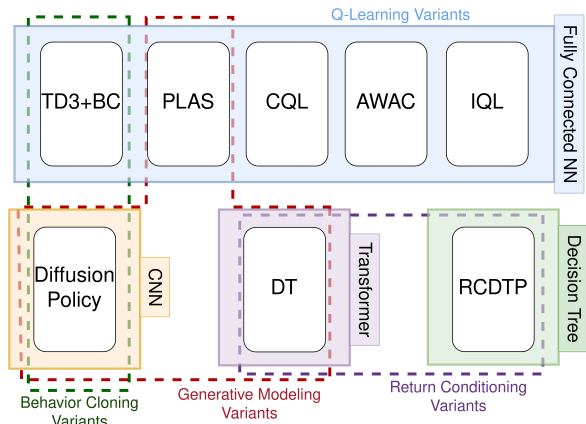 Q-Learning Variants
TD3+BC
PLAS
CQL
AWAC
IQL
Fully Connected NN
Diffusion
Policy
CNN
DT
Transformer
RCDTP
Decision Tree
Behavior Cloning
Variants
Generative Modeling
Variants
Return Conditioning
Variants